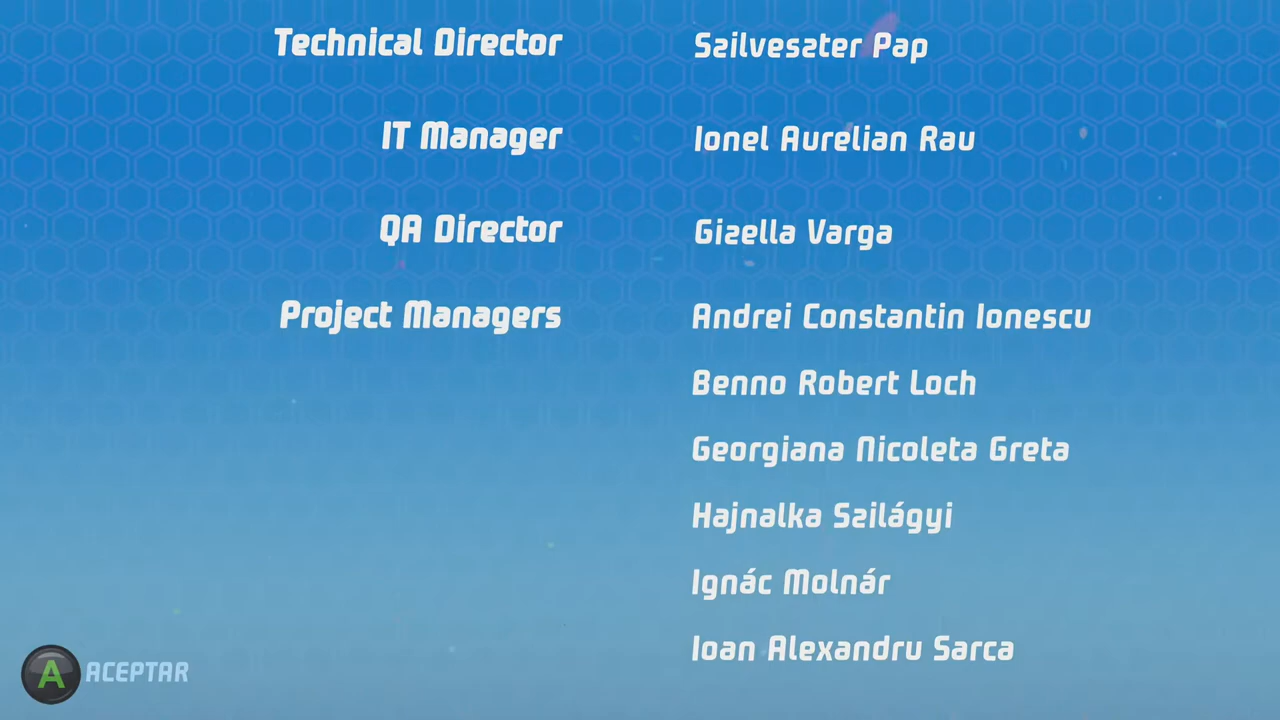 Technical Director Szilveszter Pap
IT Manager Ionel Aurelian Rau
QA Director Gizella Varga
Project Managers Andrei Constantin Ionescu
Benno Robert Loch
Georgiana Nicoleta Greta
Hajnalka Szilágyi
Ignác Molnár
Ioan Alexandru Sarca
A ACEPTAR